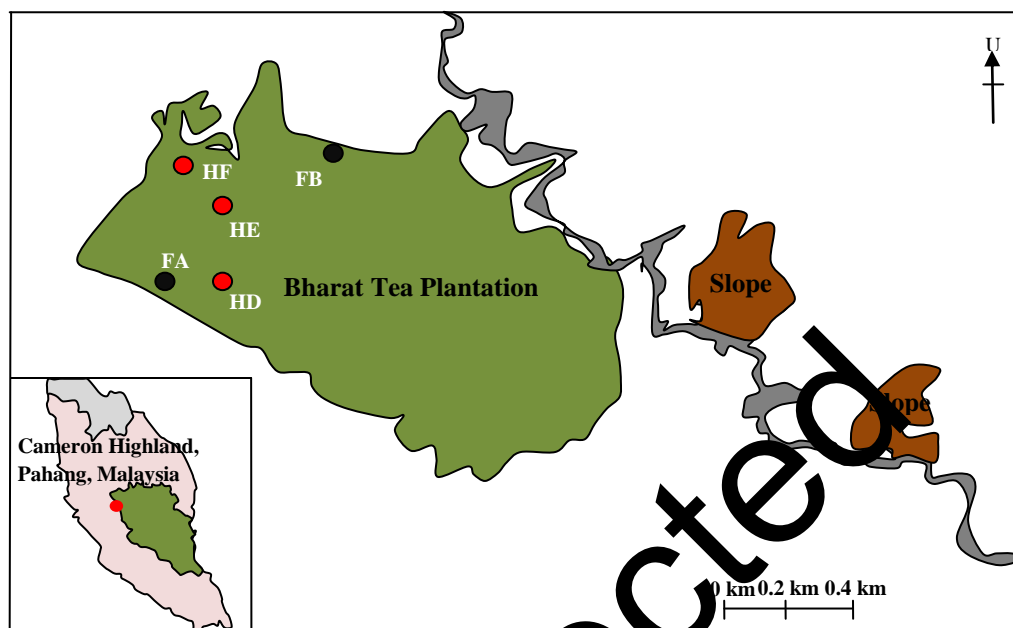 U
HF
FB
HE
FA
HD
Bharat Tea Plantation
Slope
Slope
Cameron Highland,
Pahang, Malaysia
cted
0 km 0.2 km 0.4 km